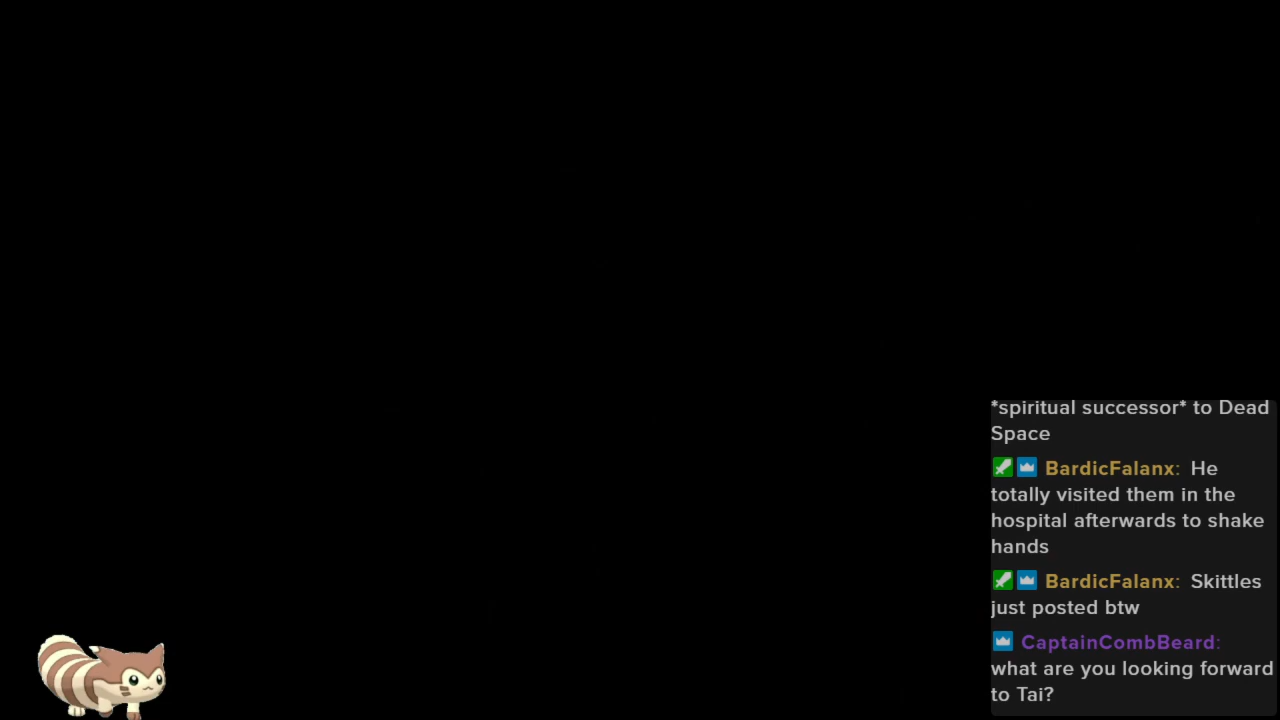 *spiritual successor* to Dead
Space
BardicFalanx: He
totally visited them in the
hospital afterwards to shake
hands
BardicFalanx: Skittles
just posted btw
CaptainCombBeard:
what are you looking forward
to Tai?